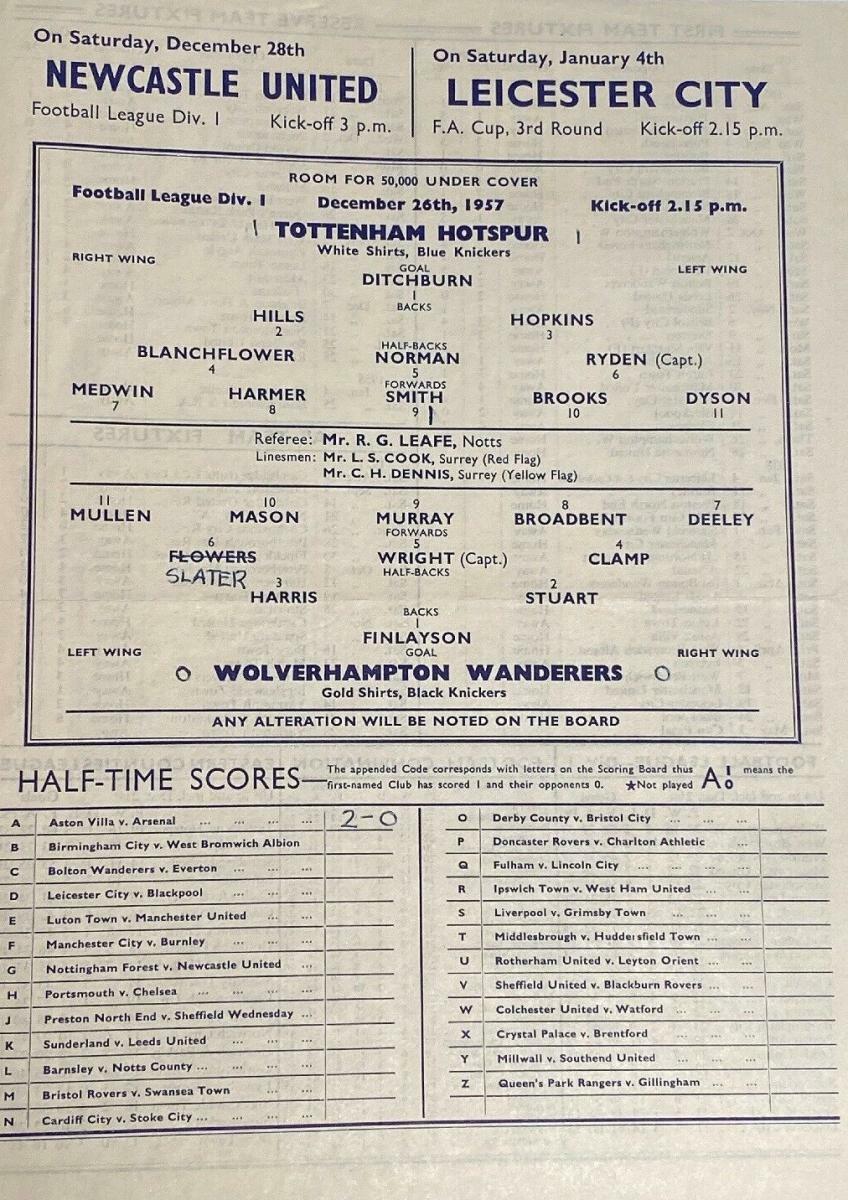 On Saturday, December 28th
NEWCASTLE UNITED
Football League Div. I Kick-off 3 p.m.
On Saturday, January 4th
LEICESTER CITY
F.A. Cup, 3rd Round Kick-off 2.15 p.m.
ROOM FOR 50,000 UNDER COVER
Football League Div. I December 26th, 1957 Kick-off 2.15 p.m.
1 TOTTENHAM HOTSPUR 1
White Shirts, Blue Knickers
RIGHT WING GOAL LEFT WING
DITCHBURN
1
BACKS
HILLS HOPKINS
2 3
HALF-BACKS
BLANCHFLOWER NORMAN RYDEN (Capt.)
4 5 6
FORWARDS
MEDWIN HARMER SMITH BROOKS DYSON
7 8 9 1 10 11
Referee: Mr. R. G. LEAFE, Notts
Linesmen: Mr. L. S. COOK, Surrey (Red Flag)
Mr. C. H. DENNIS, Surrey (Yellow Flag)
11 10 9 8 7
MULLEN MASON MURRAY BROADBENT DEELEY
FORWARDS
6 5 4
FLOWERS WRIGHT (Capt.) CLAMP
SLATER HALF-BACKS
3 2
HARRIS STUART
BACKS
1
FINLAYSON
LEFT WING GOAL RIGHT WING
O WOLVERHAMPTON WANDERERS O
Gold Shirts, Black Knickers
ANY ALTERATION WILL BE NOTED ON THE BOARD
HALF-TIME SCORES—The appended Code corresponds with letters on the Scoring Board thus A 1 0 means the
first-named Club has scored 1 and their opponents 0. ★Not played
A Aston Villa v. Arsenal ... ... ... 2-0
B Birmingham City v. West Bromwich Albion
C Bolton Wanderers v. Everton ... ... ...
D Leicester City v. Blackpool ... ... ...
E Luton Town v. Manchester United ... ...
F Manchester City v. Burnley ... ... ...
G Nottingham Forest v. Newcastle United ...
H Portsmouth v. Chelsea ... ... ... ...
J Preston North End v. Sheffield Wednesday ...
K Sunderland v. Leeds United ... ... ...
L Barnsley v. Notts County ... ... ... ...
M Bristol Rovers v. Swansea Town ... ...
N Cardiff City v. Stoke City ... ... ... ...
O Derby County v. Bristol City ... ... ...
P Doncaster Rovers v. Charlton Athletic ...
Q Fulham v. Lincoln City ... ... ... ...
R Ipswich Town v. West Ham United ... ...
S Liverpool v. Grimsby Town ... ... ...
T Middlesbrough v. Huddersfield Town ... ...
U Rotherham United v. Leyton Orient ... ...
V Sheffield United v. Blackburn Rovers ... ...
W Colchester United v. Watford ... ... ...
X Crystal Palace v. Brentford ... ... ...
Y Millwall v. Southend United ... ... ...
Z Queen's Park Rangers v. Gillingham ... ...